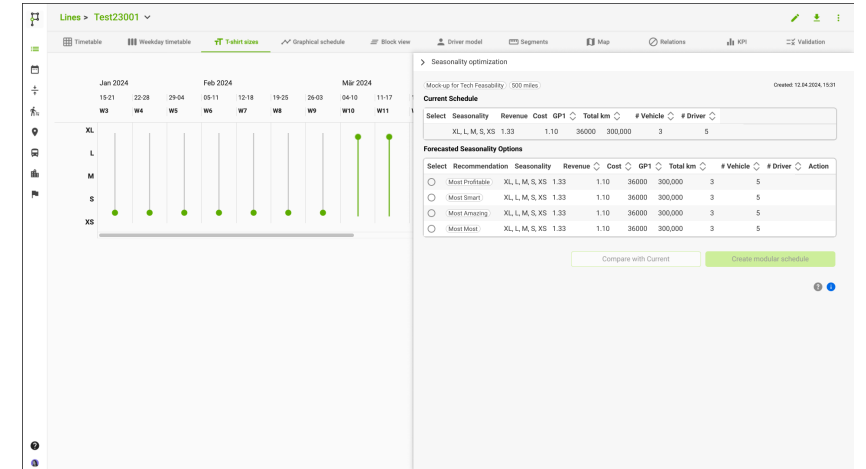 Lines > Test23001
Timetable Weekday timetable T-shirt sizes Graphical schedule Block view Driver model Segments Map Relations KPI Validation
Seasonality optimization
Mock-up for Tech Feasability 500 miles Created: 12.04.2024, 15:31
Current Schedule
Select Seasonality Revenue Cost GP1 Total km # Vehicle # Driver
XL, L, M, S, XS 1.33 1.10 36000 300,000 3 5
Forecasted Seasonality Options
Select Recommendation Seasonality Revenue Cost GP1 Total km # Vehicle # Driver Action
Most Profitable XL, L, M, S, XS 1.33 1.10 36000 300,000 3 5
Most Smart XL, L, M, S, XS 1.33 1.10 36000 300,000 3 5
Most Amazing XL, L, M, S, XS 1.33 1.10 36000 300,000 3 5
Most Most XL, L, M, S, XS 1.33 1.10 36000 300,000 3 5
Compare with Current Create modular schedule
Jan 2024 Feb 2024 Mär 2024
15-21 22-28 29-04 05-11 12-18 19-25 26-03 04-10 11-17
W3 W4 W5 W6 W7 W8 W9 W10 W11
XL
L
M
S
XS